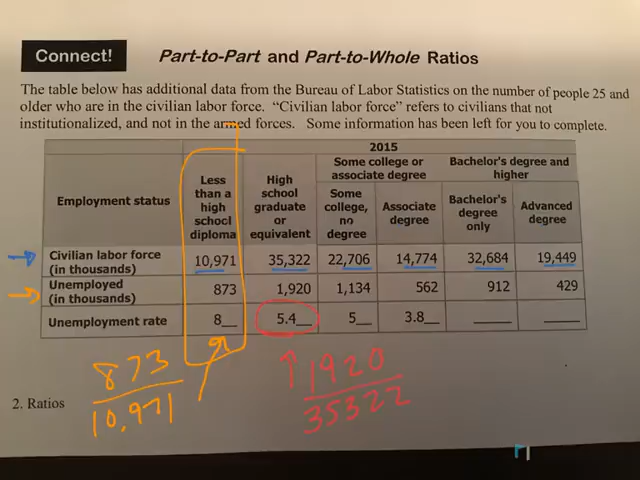 Connect! Part-to-Part and Part-to-Whole Ratios
The table below has additional data from the Bureau of Labor Statistics on the number of people 25 and
older who are in the civilian labor force. "Civilian labor force" refers to civilians that not
institutionalized, and not in the armed forces. Some information has been left for you to complete.
2015
Some college or associate degree
Bachelor's degree and higher
Employment status
Less than a high school diploma
High school graduate or equivalent
Some college, no degree
Associate degree
Bachelor's degree only
Advanced degree
Civilian labor force (in thousands) 10,971 35,322 22,706 14,774 32,684 19,449
Unemployed (in thousands) 873 1,920 1,134 562 912 429
Unemployment rate 8__ 5.4__ 5__ 3.8__ ____ ____
873
10,971
1920
35322
2. Ratios